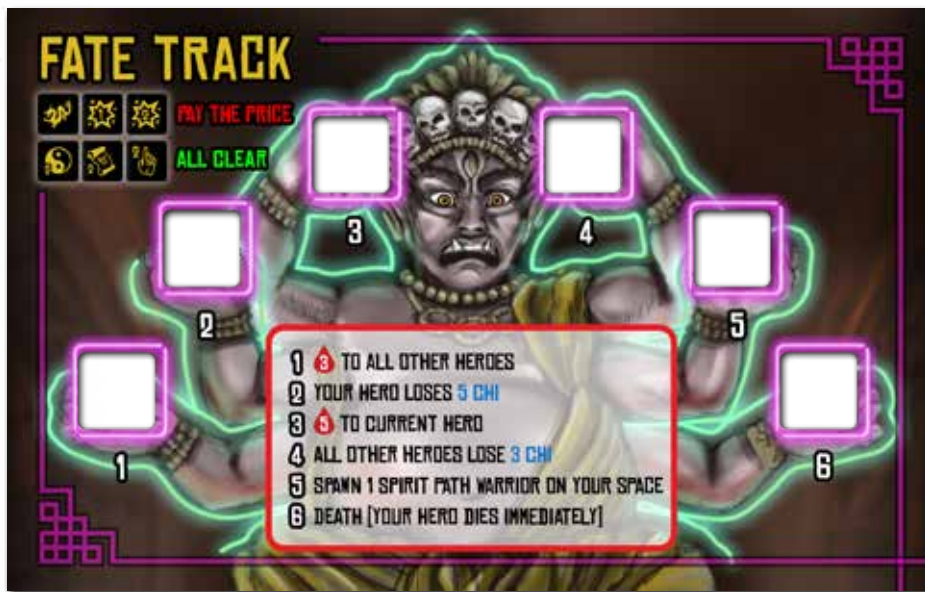 FATE TRACK
PAY THE PRICE
ALL CLEAR
3
4
2
5
1
6
1 3 TO ALL OTHER HEROES
2 YOUR HERO LOSES 5 CHI
3 5 TO CURRENT HERO
4 ALL OTHER HEROES LOSE 3 CHI
5 SPAWN 1 SPIRIT PATH WARRIOR ON YOUR SPACE
6 DEATH [YOUR HERO DIES IMMEDIATELY]